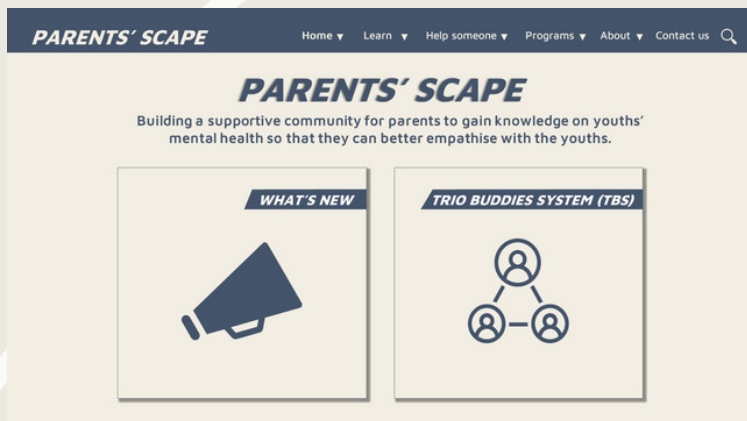 PARENTS’ SCAPE
Home ▼ Learn ▼ Help someone ▼ Programs ▼ About ▼ Contact us
PARENTS’ SCAPE
Building a supportive community for parents to gain knowledge on youths’
mental health so that they can better empathise with the youths.
WHAT’S NEW
TRIO BUDDIES SYSTEM (TBS)